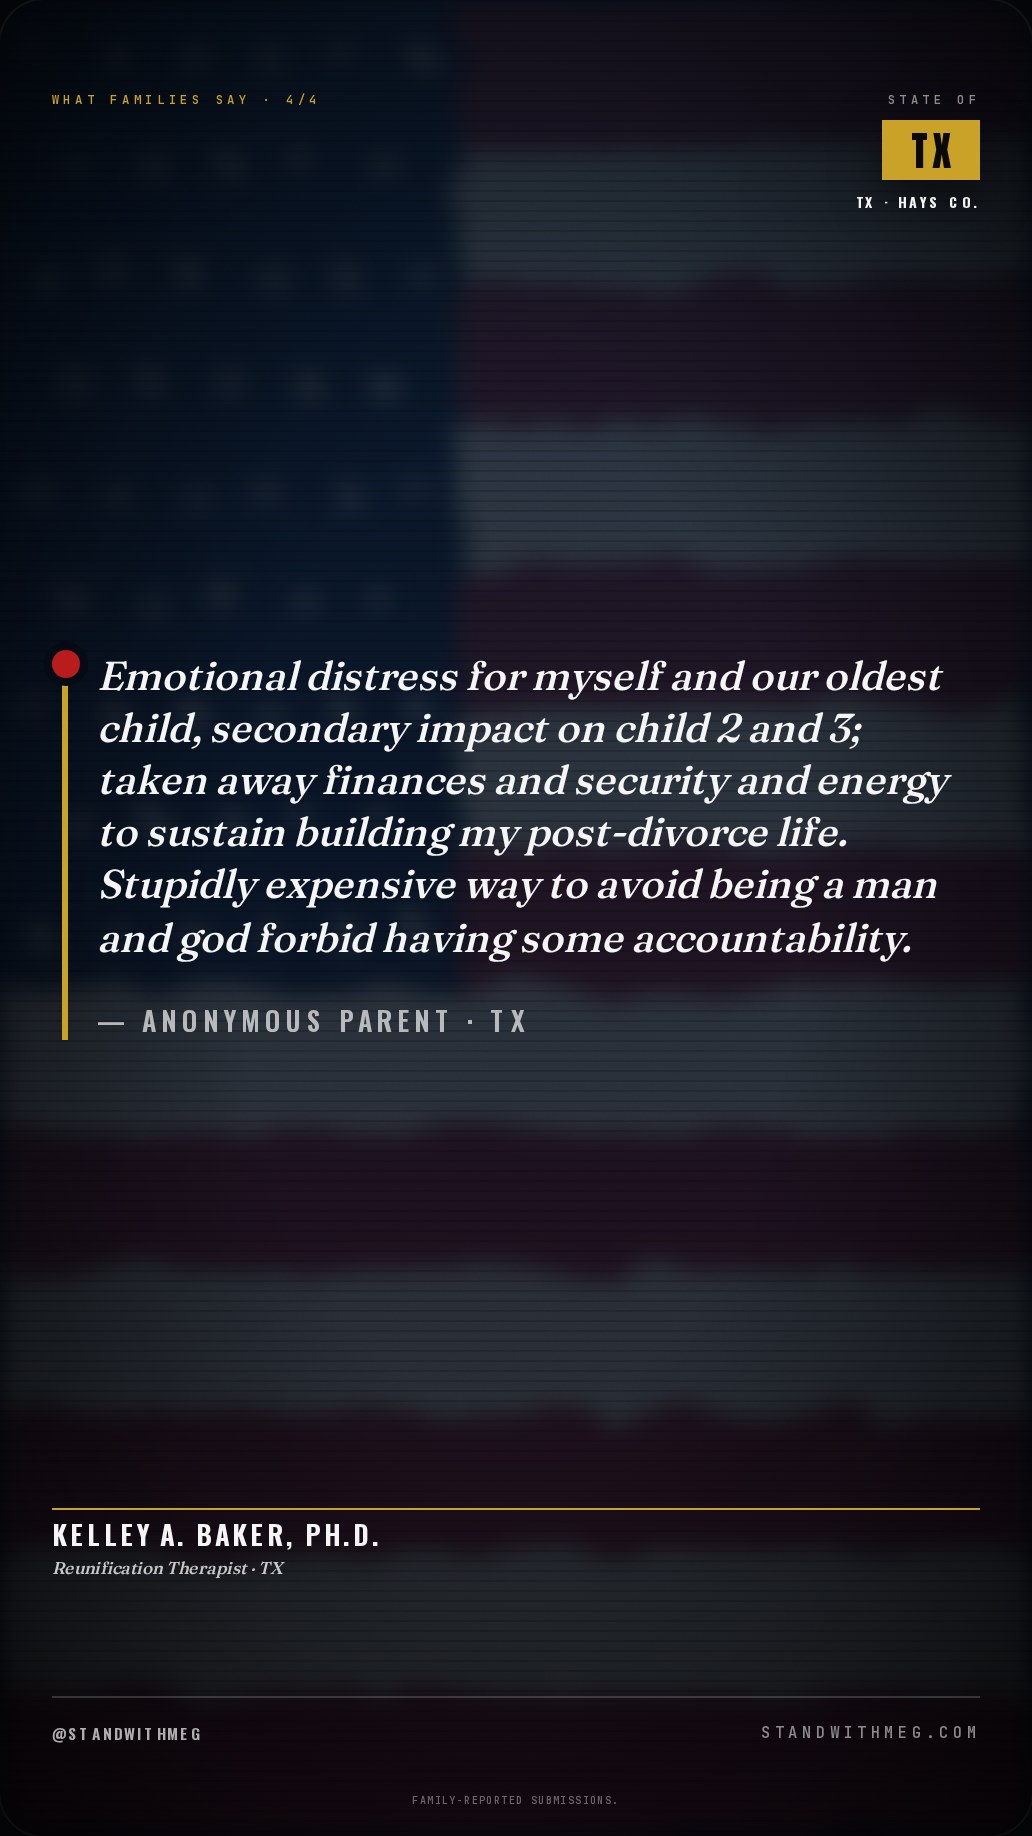 WHAT FAMILIES SAY · 4/4
STATE OF
TX
TX · HAYS CO.
Emotional distress for myself and our oldest
child, secondary impact on child 2 and 3;
taken away finances and security and energy
to sustain building my post-divorce life.
Stupidly expensive way to avoid being a man
and god forbid having some accountability.
— ANONYMOUS PARENT · TX
KELLEY A. BAKER, PH.D.
Reunification Therapist · TX
@STANDWITHMEG
STANDWITHMEG.COM
FAMILY-REPORTED SUBMISSIONS.